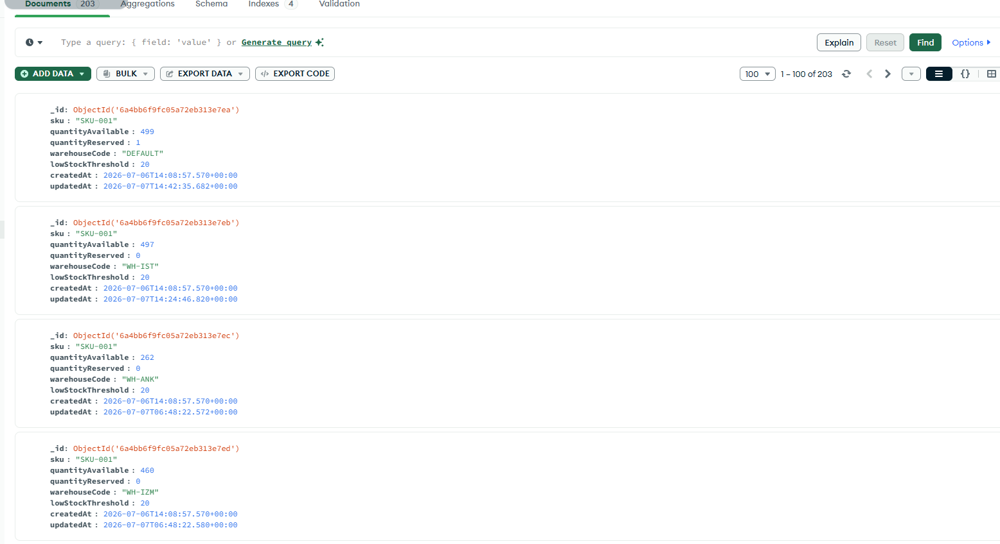 Documents 203 Aggregations Schema Indexes 4 Validation
Type a query: { field: 'value' } or Generate query Explain Reset Find Options
ADD DATA BULK EXPORT DATA EXPORT CODE 100 1 – 100 of 203 {}
_id: ObjectId('6a4bb6f9fc05a72eb313e7ea')
sku : "SKU-001"
quantityAvailable : 499
quantityReserved : 1
warehouseCode : "DEFAULT"
lowStockThreshold : 20
createdAt : 2026-07-06T14:08:57.570+00:00
updatedAt : 2026-07-07T14:42:35.682+00:00
_id: ObjectId('6a4bb6f9fc05a72eb313e7eb')
sku : "SKU-001"
quantityAvailable : 497
quantityReserved : 0
warehouseCode : "WH-IST"
lowStockThreshold : 20
createdAt : 2026-07-06T14:08:57.570+00:00
updatedAt : 2026-07-07T14:24:46.820+00:00
_id: ObjectId('6a4bb6f9fc05a72eb313e7ec')
sku : "SKU-001"
quantityAvailable : 262
quantityReserved : 0
warehouseCode : "WH-ANK"
lowStockThreshold : 20
createdAt : 2026-07-06T14:08:57.570+00:00
updatedAt : 2026-07-07T06:48:22.572+00:00
_id: ObjectId('6a4bb6f9fc05a72eb313e7ed')
sku : "SKU-001"
quantityAvailable : 460
quantityReserved : 0
warehouseCode : "WH-IZM"
lowStockThreshold : 20
createdAt : 2026-07-06T14:08:57.570+00:00
updatedAt : 2026-07-07T06:48:22.580+00:00